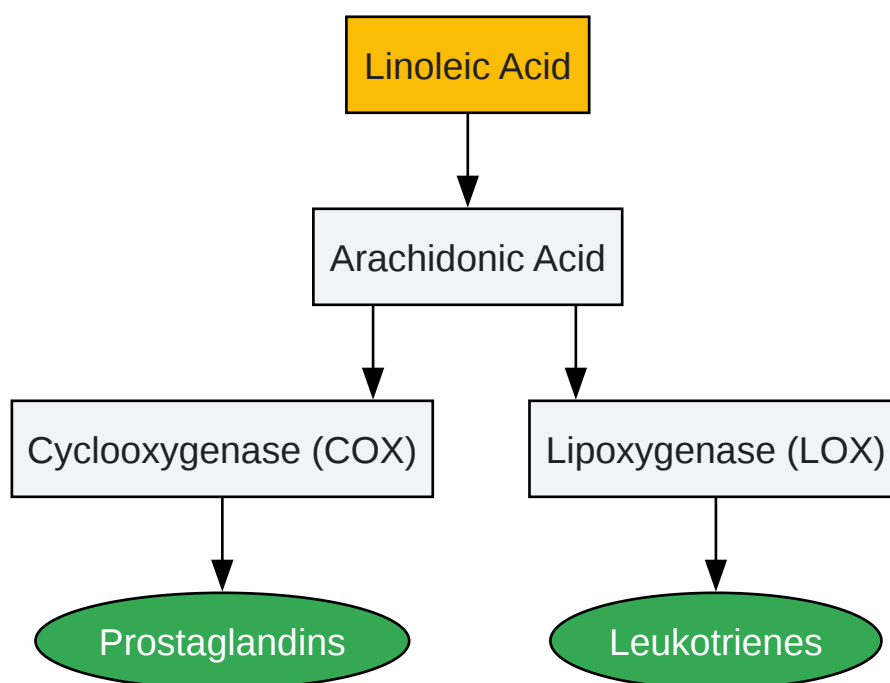 Linoleic Acid
Arachidonic Acid
Cyclooxygenase (COX)
Lipoxygenase (LOX)
Prostaglandins
Leukotrienes